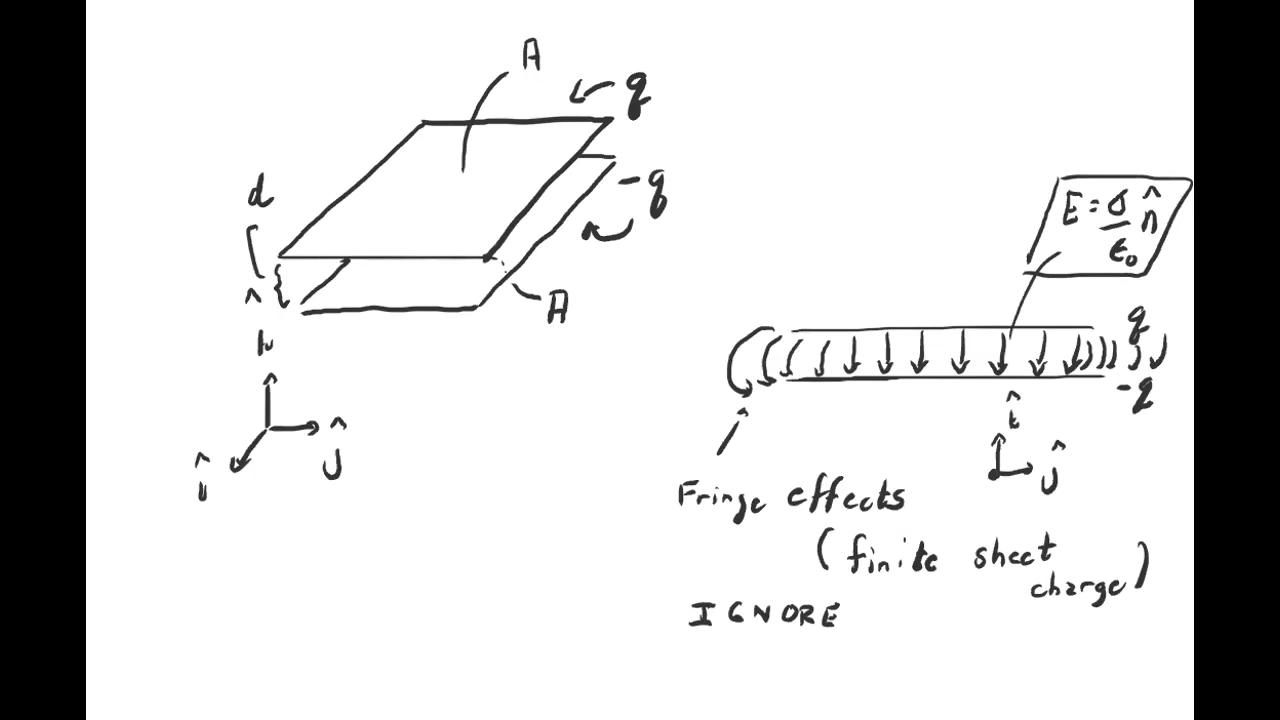 A
q
-q
d
A
k̂
ĵ
î
E = σ/ε₀ n̂
q
-q
k̂
ĵ
Fringe effects
(finite sheet
charge)
IGNORE